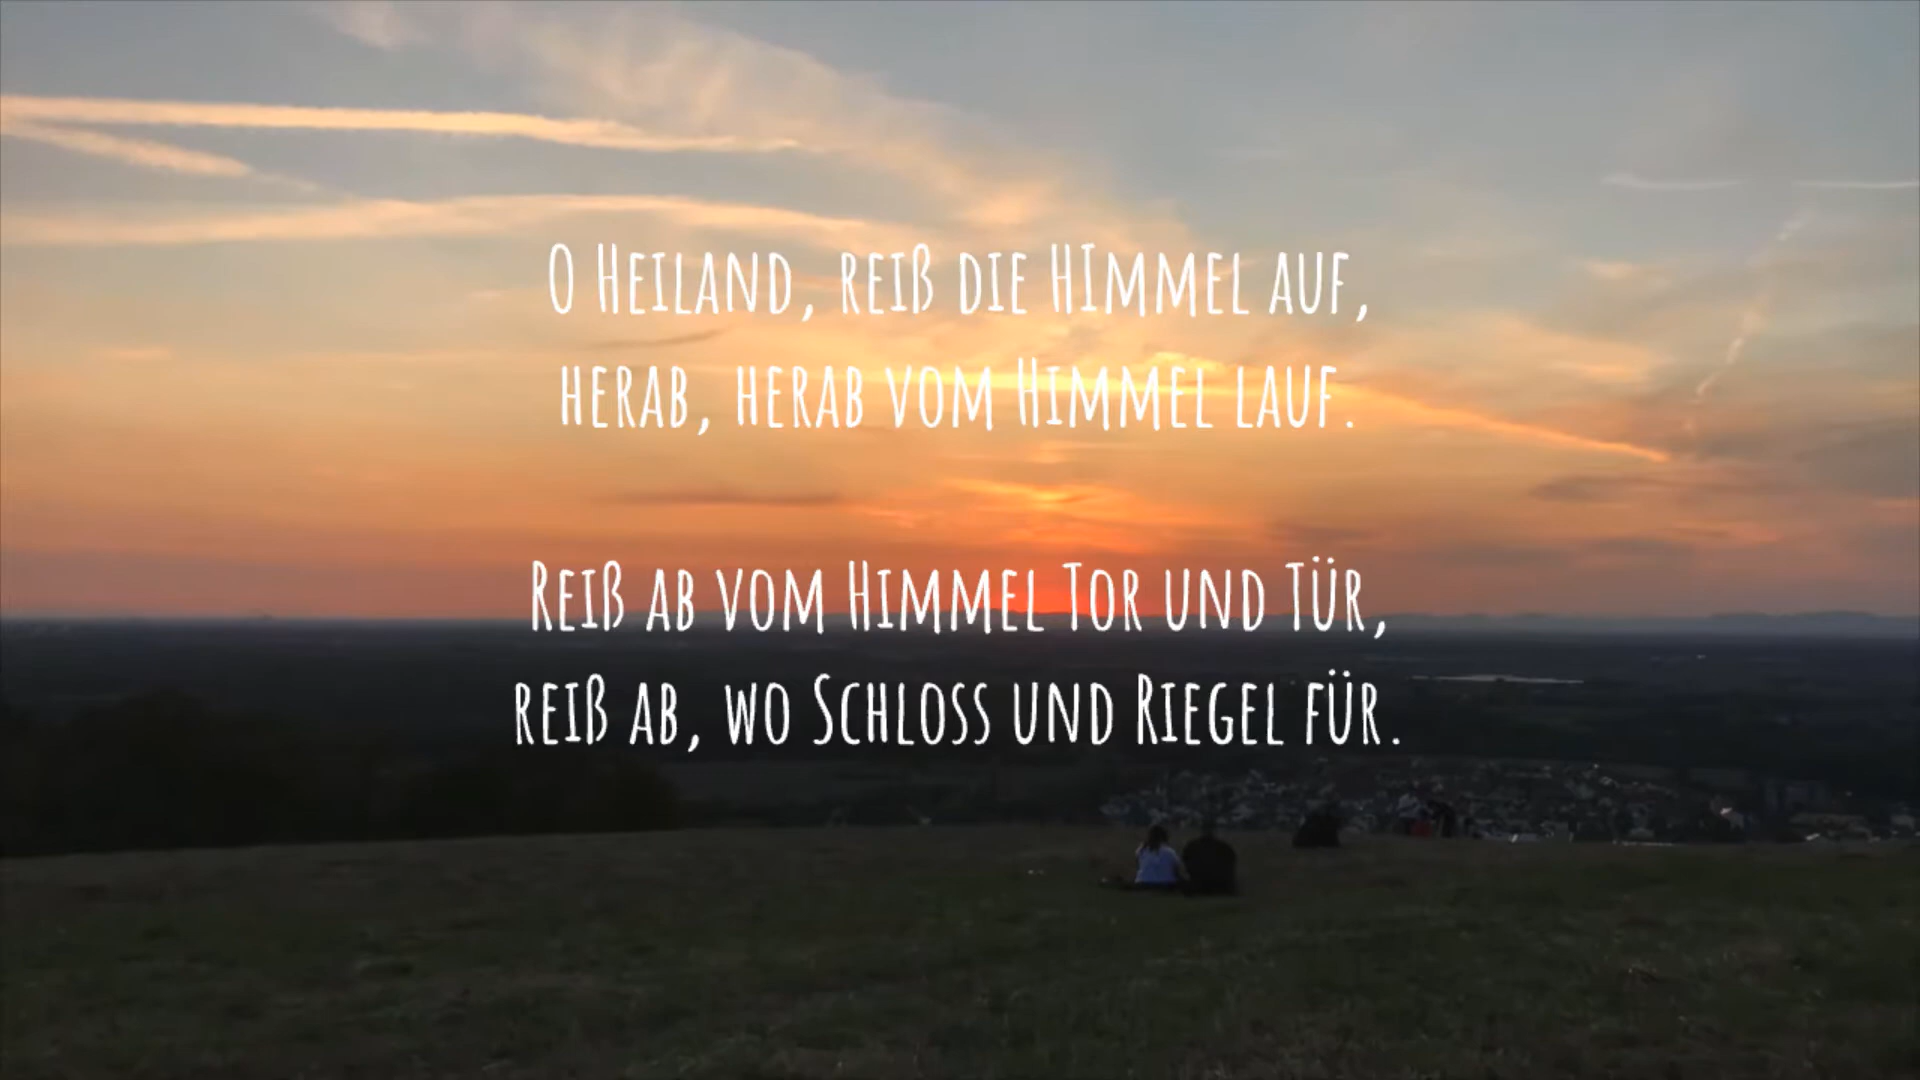 O Heiland, reiß die HImmel auf,
herab, herab vom Himmel lauf.
Reiß ab vom Himmel Tor und Tür,
reiß ab, wo Schloss und Riegel für.